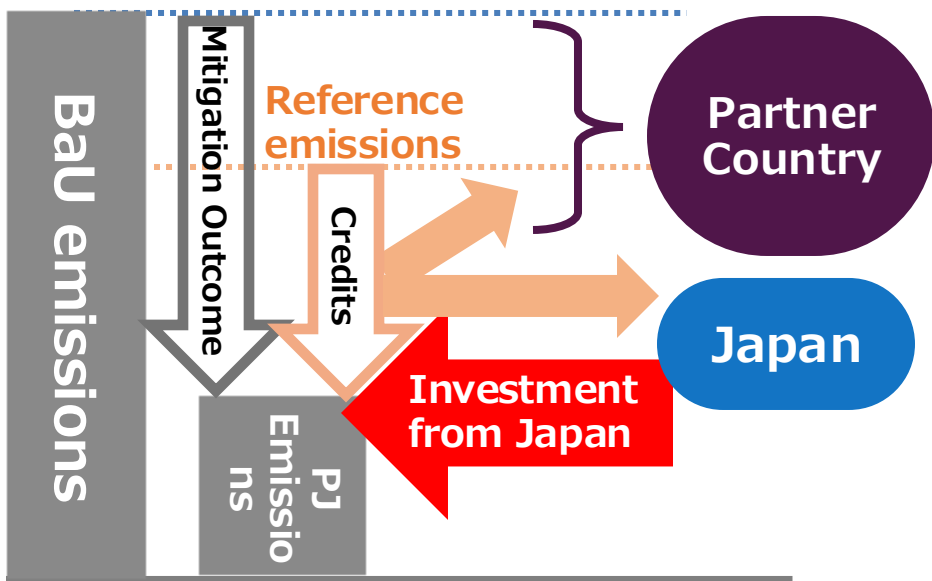 BaU emissions
Mitigation Outcome
Reference
emissions
Credits
Partner
Country
Japan
Investment
from Japan
PJ
Emissio
ns